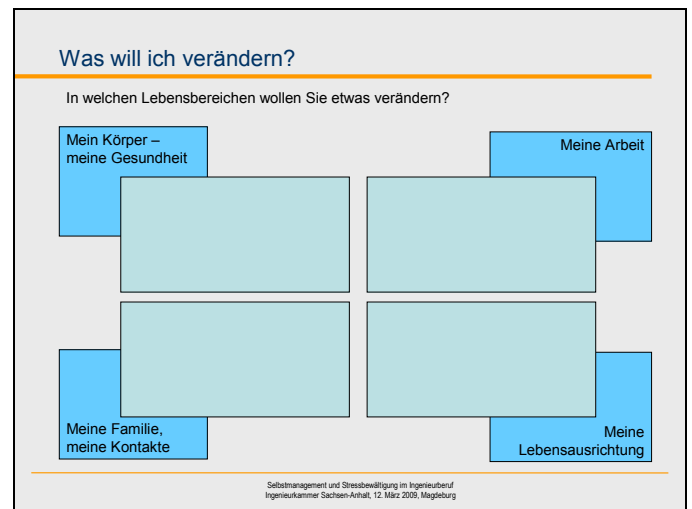 Was will ich verändern?
In welchen Lebensbereichen wollen Sie etwas verändern?
Mein Körper –
meine Gesundheit
Meine Arbeit
Meine Familie,
meine Kontakte
Meine
Lebensausrichtung
Selbstmanagement und Stressbewältigung im Ingenieurberuf
Ingenieurkammer Sachsen-Anhalt, 12. März 2009, Magdeburg